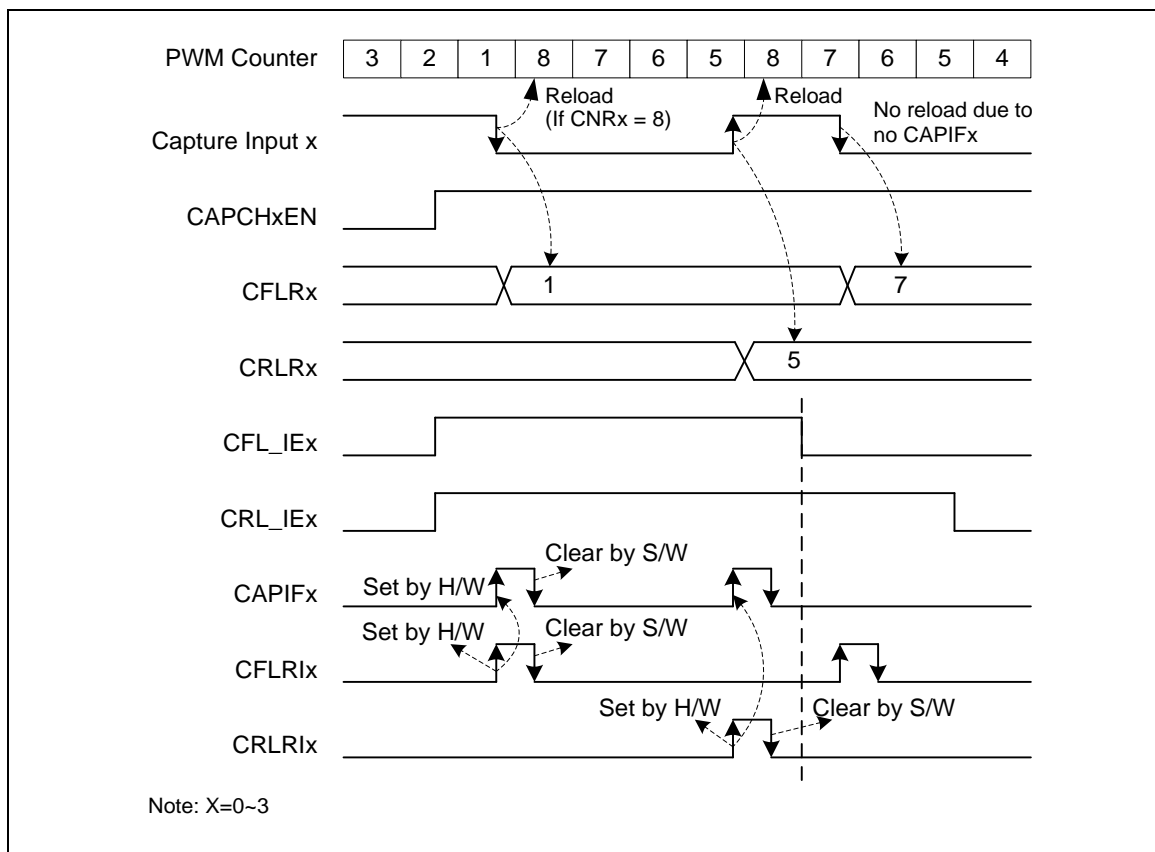 PWM Counter 3 2 1 8 7 6 5 8 7 6 5 4
Reload
(If CNRx = 8)
Reload
No reload due to
no CAPIFx
Capture Input x
CAPCHxEN
CFLRx 1 7
CRLRx 5
CFL_IEx
CRL_IEx
Clear by S/W
CAPIFx Set by H/W
Set by H/W Clear by S/W
CFLRIx
Set by H/W Clear by S/W
CRLRIx
Note: X=0~3